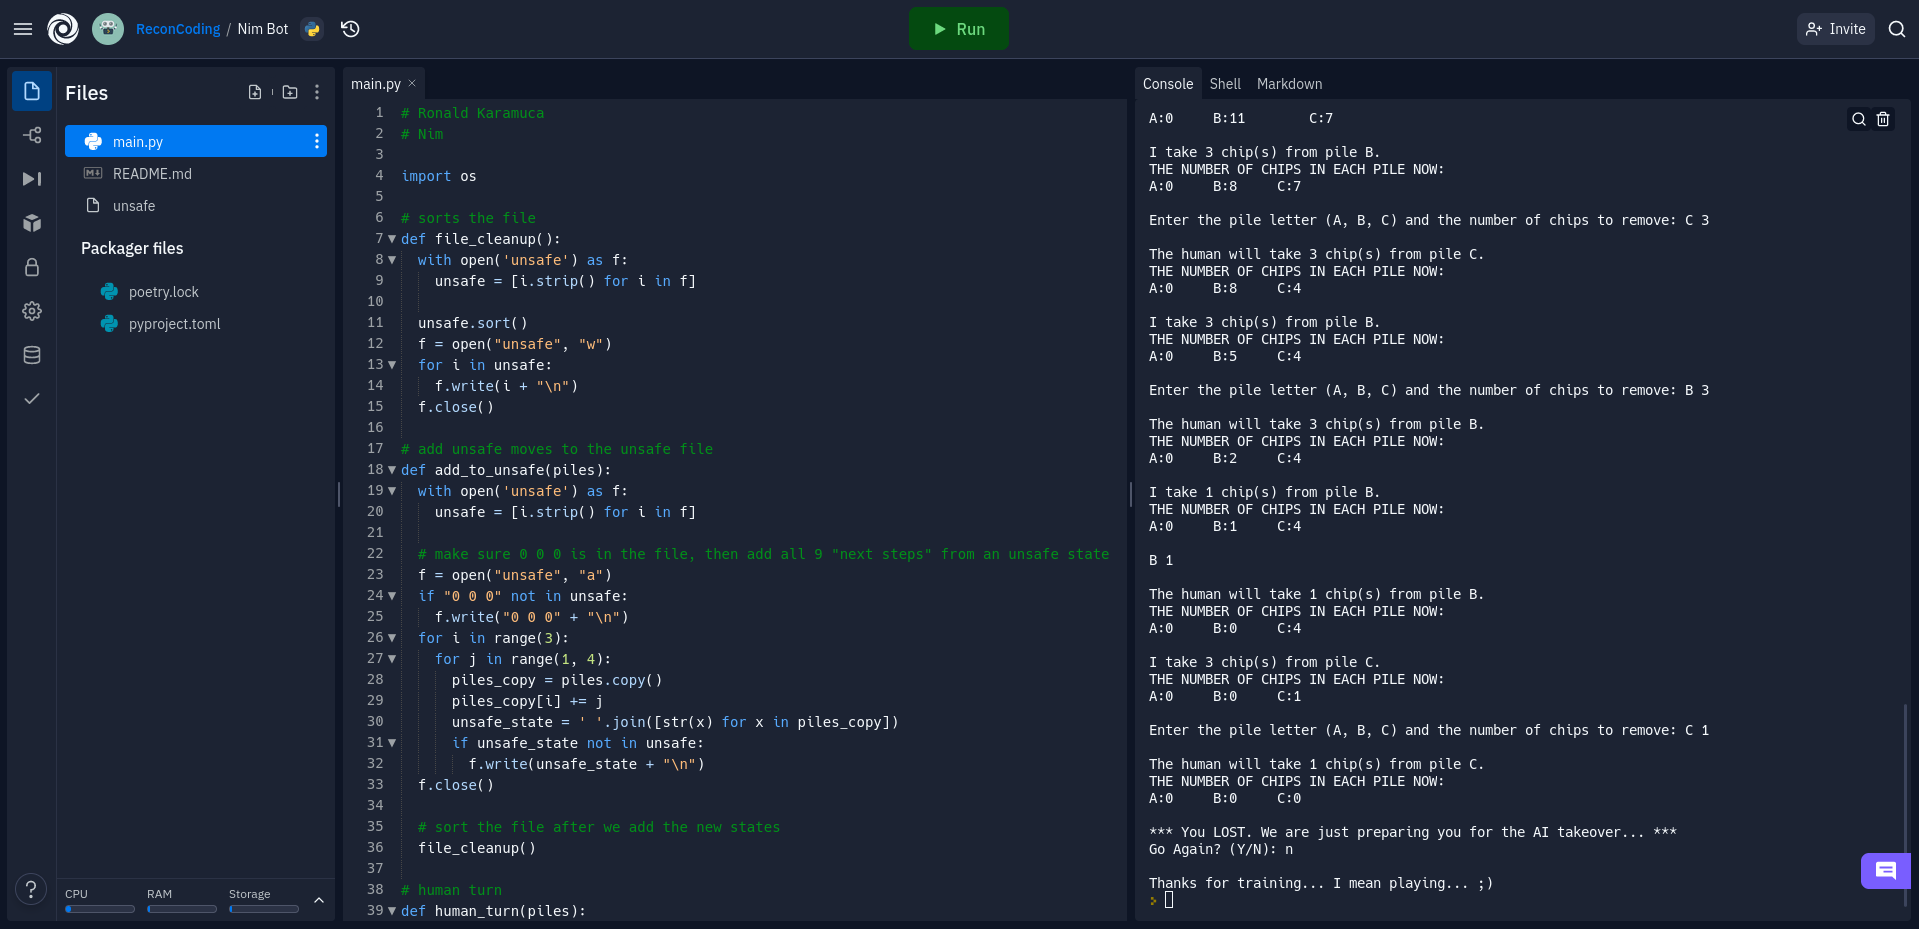 ReconCoding / Nim Bot
Run
Invite
Files
main.py
README.md
unsafe
Packager files
poetry.lock
pyproject.toml
CPU RAM Storage
main.py
1 # Ronald Karamuca
2 # Nim
3
4 import os
5
6 # sorts the file
7 def file_cleanup():
8 with open('unsafe') as f:
9 unsafe = [i.strip() for i in f]
10
11 unsafe.sort()
12 f = open("unsafe", "w")
13 for i in unsafe:
14 f.write(i + "\n")
15 f.close()
16
17 # add unsafe moves to the unsafe file
18 def add_to_unsafe(piles):
19 with open('unsafe') as f:
20 unsafe = [i.strip() for i in f]
21
22 # make sure 0 0 0 is in the file, then add all 9 "next steps" from an unsafe state
23 f = open("unsafe", "a")
24 if "0 0 0" not in unsafe:
25 f.write("0 0 0" + "\n")
26 for i in range(3):
27 for j in range(1, 4):
28 piles_copy = piles.copy()
29 piles_copy[i] += j
30 unsafe_state = ' '.join([str(x) for x in piles_copy])
31 if unsafe_state not in unsafe:
32 f.write(unsafe_state + "\n")
33 f.close()
34
35 # sort the file after we add the new states
36 file_cleanup()
37
38 # human turn
39 def human_turn(piles):
Console Shell Markdown
A:0 B:11 C:7
I take 3 chip(s) from pile B.
THE NUMBER OF CHIPS IN EACH PILE NOW:
A:0 B:8 C:7
Enter the pile letter (A, B, C) and the number of chips to remove: C 3
The human will take 3 chip(s) from pile C.
THE NUMBER OF CHIPS IN EACH PILE NOW:
A:0 B:8 C:4
I take 3 chip(s) from pile B.
THE NUMBER OF CHIPS IN EACH PILE NOW:
A:0 B:5 C:4
Enter the pile letter (A, B, C) and the number of chips to remove: B 3
The human will take 3 chip(s) from pile B.
THE NUMBER OF CHIPS IN EACH PILE NOW:
A:0 B:2 C:4
I take 1 chip(s) from pile B.
THE NUMBER OF CHIPS IN EACH PILE NOW:
A:0 B:1 C:4
B 1
The human will take 1 chip(s) from pile B.
THE NUMBER OF CHIPS IN EACH PILE NOW:
A:0 B:0 C:4
I take 3 chip(s) from pile C.
THE NUMBER OF CHIPS IN EACH PILE NOW:
A:0 B:0 C:1
Enter the pile letter (A, B, C) and the number of chips to remove: C 1
The human will take 1 chip(s) from pile C.
THE NUMBER OF CHIPS IN EACH PILE NOW:
A:0 B:0 C:0
*** You LOST. We are just preparing you for the AI takeover... ***
Go Again? (Y/N): n
Thanks for training... I mean playing... ;)